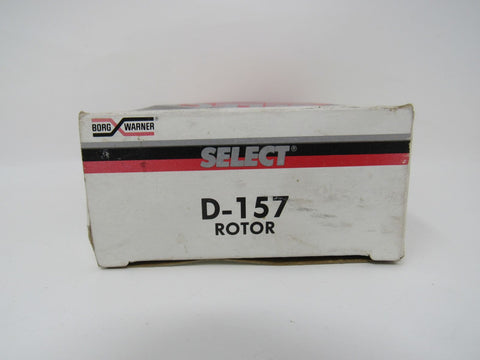 BORG WARNER®
SELECT®
D-157
ROTOR